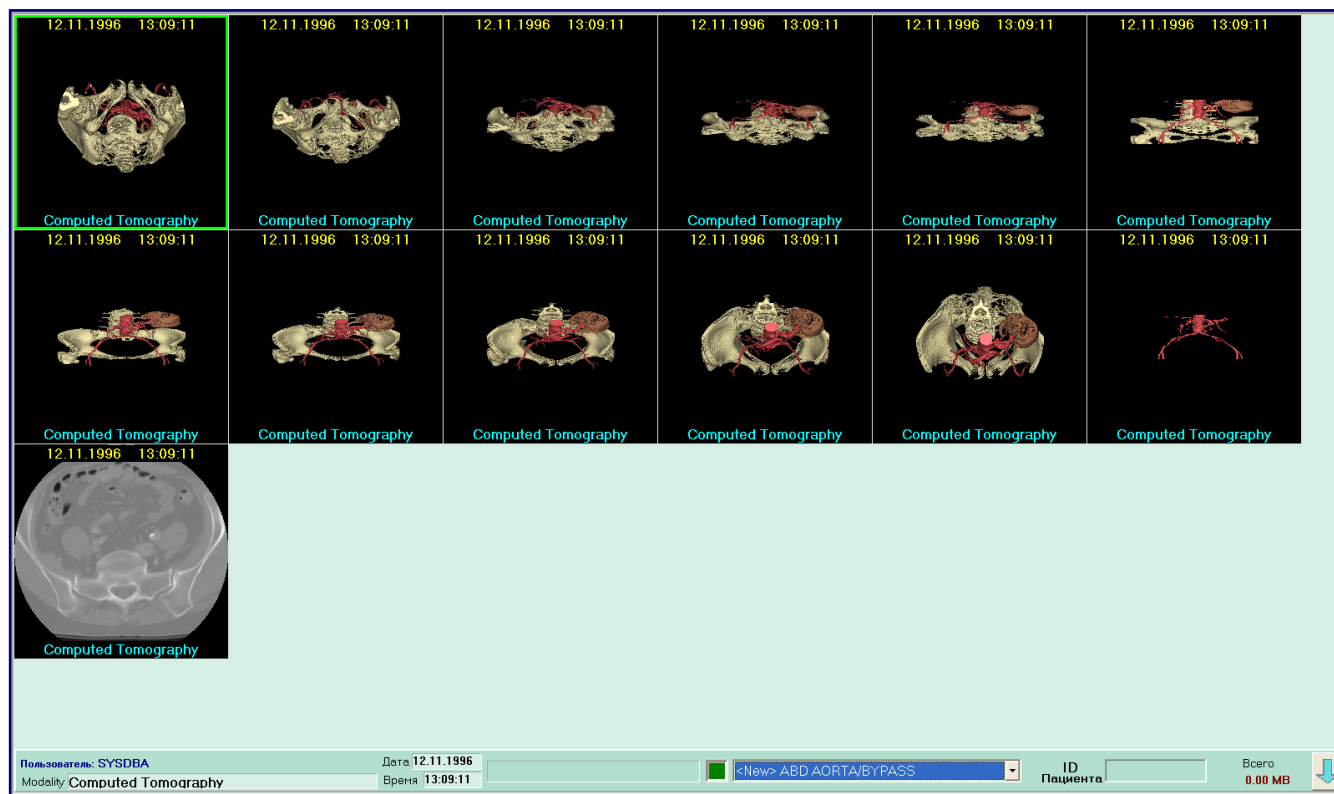 12.11.1996 13:09:11
12.11.1996 13:09:11
12.11.1996 13:09:11
12.11.1996 13:09:11
12.11.1996 13:09:11
12.11.1996 13:09:11
Computed Tomography
Computed Tomography
Computed Tomography
Computed Tomography
Computed Tomography
Computed Tomography
12.11.1996 13:09:11
12.11.1996 13:09:11
12.11.1996 13:09:11
12.11.1996 13:09:11
12.11.1996 13:09:11
12.11.1996 13:09:11
Computed Tomography
Computed Tomography
Computed Tomography
Computed Tomography
Computed Tomography
Computed Tomography
12.11.1996 13:09:11
Computed Tomography
Пользователь: SYSDBA
Modality Computed Tomography
Дата 12.11.1996
Время 13:09:11
<New> ABD AORTA/BYPASS
ID
Пациента
Всего
0.00 MB